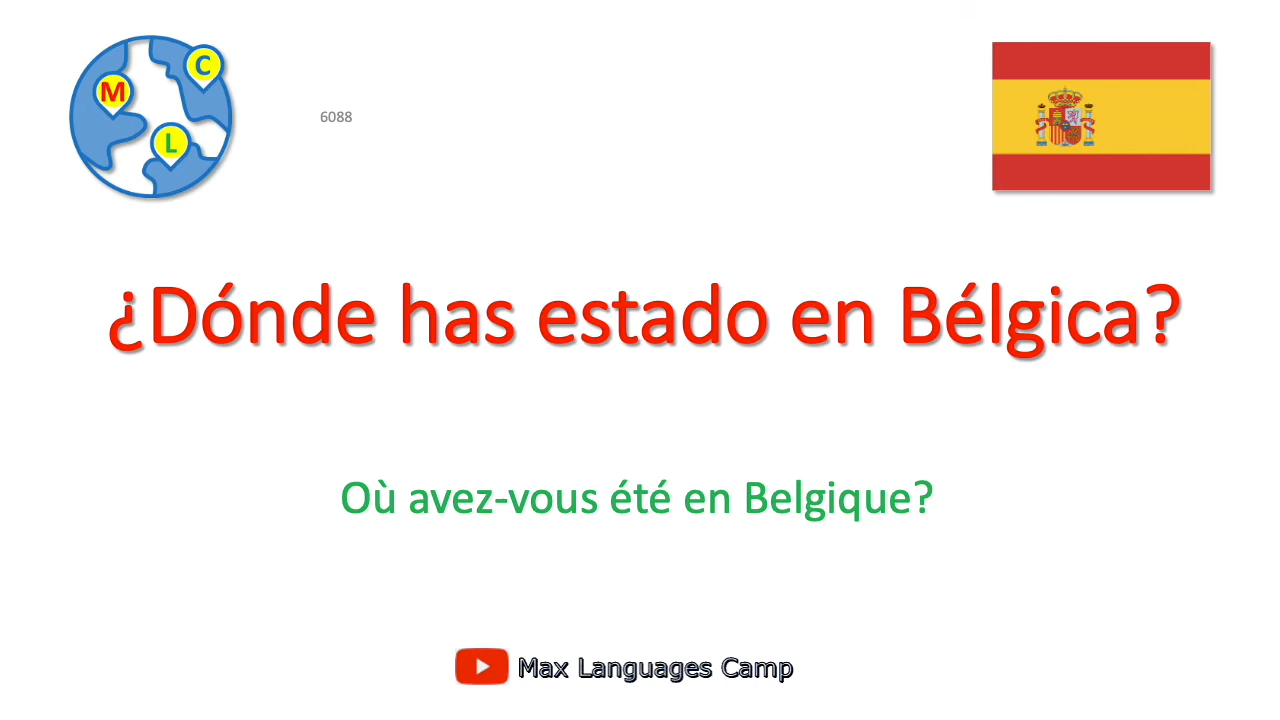 C
M
L
6088
¿Dónde has estado en Bélgica?
Où avez-vous été en Belgique?
Max Languages Camp